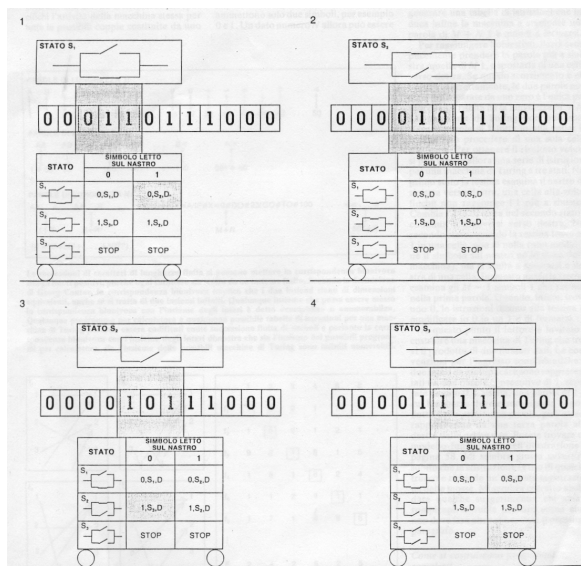 1
STATO S₁
0 0 0 1 1 0 1 1 1 0 0 0
STATO SIMBOLO LETTO SUL NASTRO
0 1
S₁ 0,S₁,D 0,S₂,D
S₂ 1,S₃,D 1,S₂,D
S₃ STOP STOP
2
STATO S₂
0 0 0 0 1 0 1 1 1 0 0 0
STATO SIMBOLO LETTO SUL NASTRO
0 1
S₁ 0,S₁,D 0,S₂,D
S₂ 1,S₃,D 1,S₂,D
S₃ STOP STOP
3
STATO S₂
0 0 0 0 1 0 1 1 1 0 0 0
STATO SIMBOLO LETTO SUL NASTRO
0 1
S₁ 0,S₁,D 0,S₂,D
S₂ 1,S₃,D 1,S₂,D
S₃ STOP STOP
4
STATO S₃
0 0 0 0 1 1 1 1 1 0 0 0
STATO SIMBOLO LETTO SUL NASTRO
0 1
S₁ 0,S₁,D 0,S₂,D
S₂ 1,S₃,D 1,S₂,D
S₃ STOP STOP